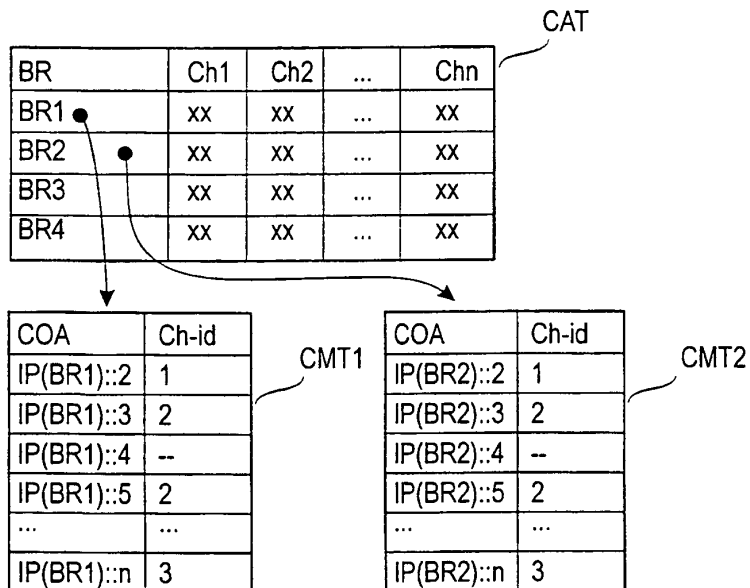 CAT
BR Ch1 Ch2 ... Chn
BR1 xx xx ... xx
BR2 xx xx ... xx
BR3 xx xx ... xx
BR4 xx xx ... xx
COA Ch-id
IP(BR1)::2 1
IP(BR1)::3 2
IP(BR1)::4 --
IP(BR1)::5 2
... ...
IP(BR1)::n 3
CMT1
COA Ch-id
IP(BR2)::2 1
IP(BR2)::3 2
IP(BR2)::4 --
IP(BR2)::5 2
... ...
IP(BR2)::n 3
CMT2